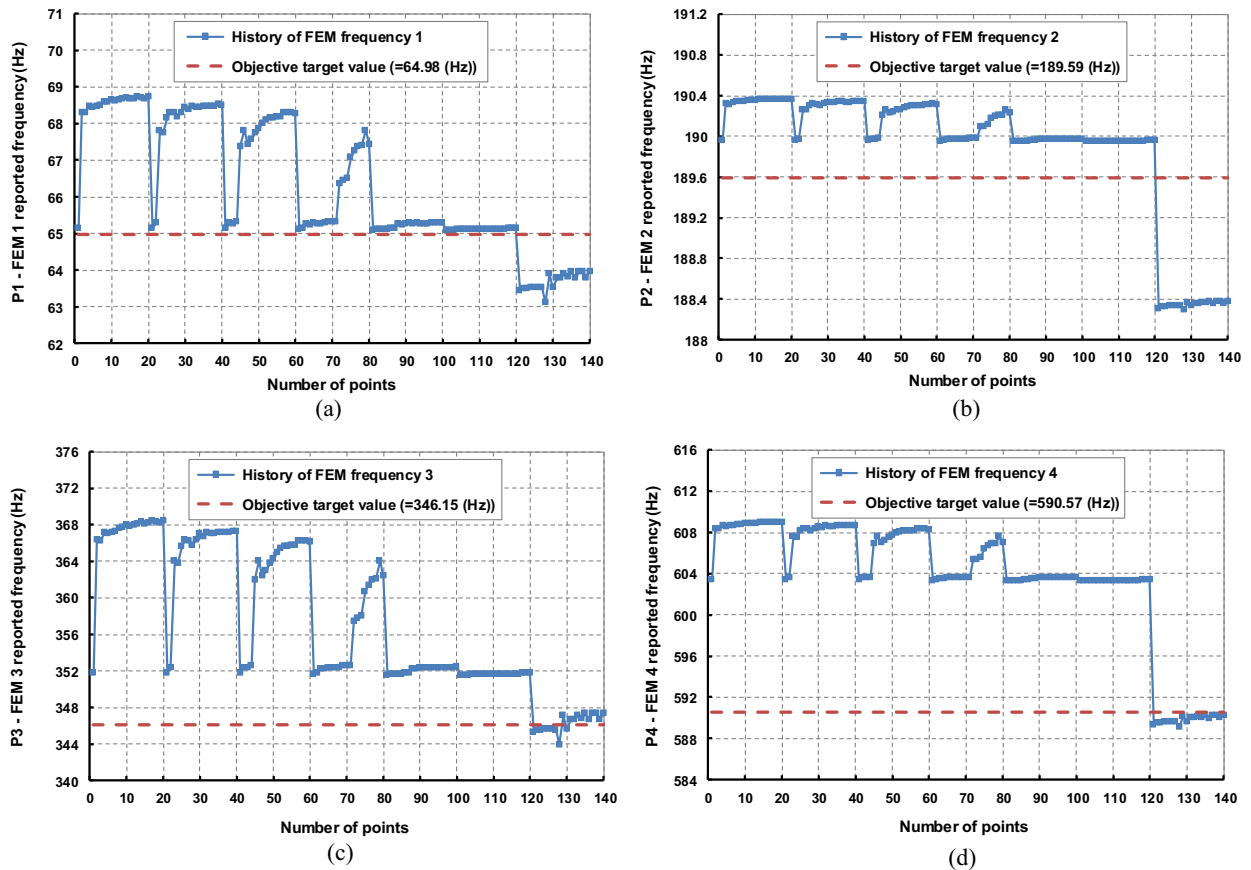 P1 - FEM 1 reported frequency(Hz)
71
70
69
68
67
66
65
64
63
62
History of FEM frequency 1
Objective target value (=64.98 (Hz))
0 10 20 30 40 50 60 70 80 90 100 110 120 130 140
Number of points
(a)
P2 - FEM 2 reported frequency(Hz)
191.2
190.8
190.4
190
189.6
189.2
188.8
188.4
188
History of FEM frequency 2
Objective target value (=189.59 (Hz))
0 10 20 30 40 50 60 70 80 90 100 110 120 130 140
Number of points
(b)
P3 - FEM 3 reported frequency (Hz)
376
372
368
364
360
356
352
348
344
340
History of FEM frequency 3
Objective target value (=346.15 (Hz))
0 10 20 30 40 50 60 70 80 90 100 110 120 130 140
Number of points
(c)
P4 - FEM 4 reported frequency(Hz)
616
612
608
604
600
596
592
588
584
History of FEM frequency 4
Objective target value (=590.57 (Hz))
0 10 20 30 40 50 60 70 80 90 100 110 120 130 140
Number of points
(d)